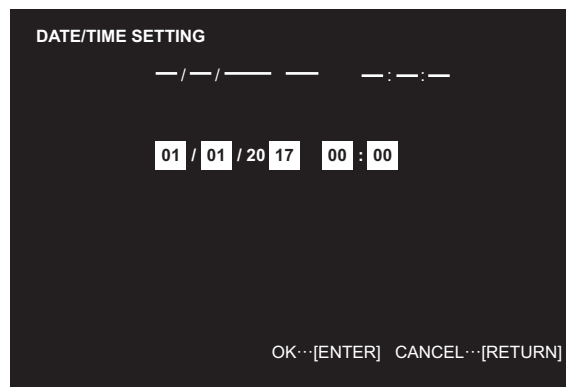 DATE/TIME SETTING
––/––/–––– –– ––:––:––
01 / 01 / 20 17 00 : 00
OK···[ENTER] CANCEL···[RETURN]